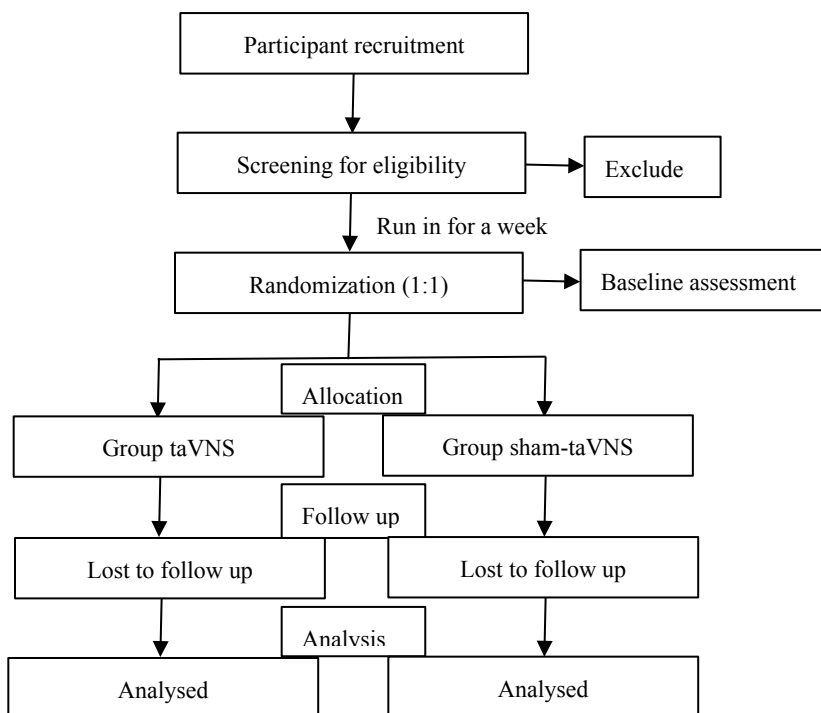 Participant recruitment
Screening for eligibility
Exclude
Run in for a week
Randomization (1:1)
Baseline assessment
Allocation
Group taVNS
Group sham-taVNS
Follow up
Lost to follow up
Lost to follow up
Analysis
Analysed
Analysed